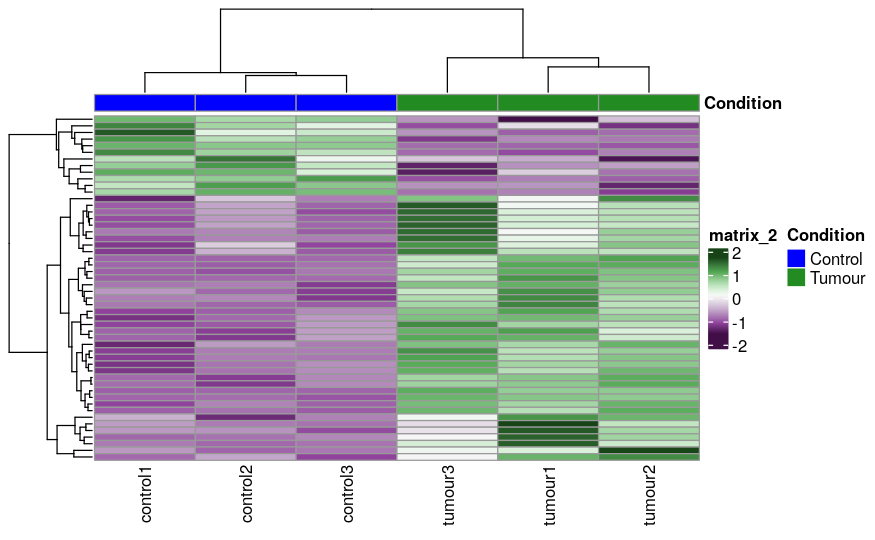 Condition
matrix_2
2
1
0
-1
-2
Condition
Control
Tumour
control1
control2
control3
tumour3
tumour1
tumour2